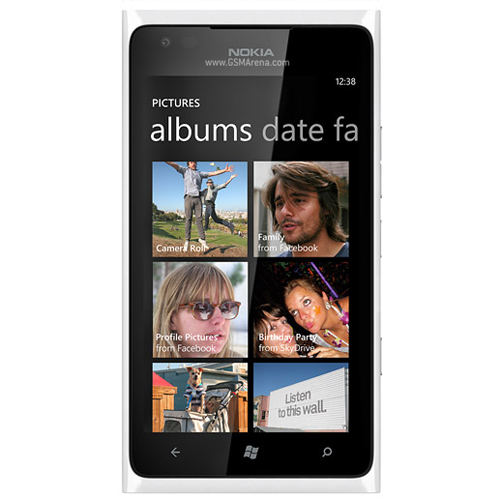 NOKIA
www.GSMArena.com
12:38
PICTURES
albums date fa
Camera Roll
Family
from Facebook
Profile Pictures
from Facebook
Birthday Party
from SkyDrive
Listen
to this wall.